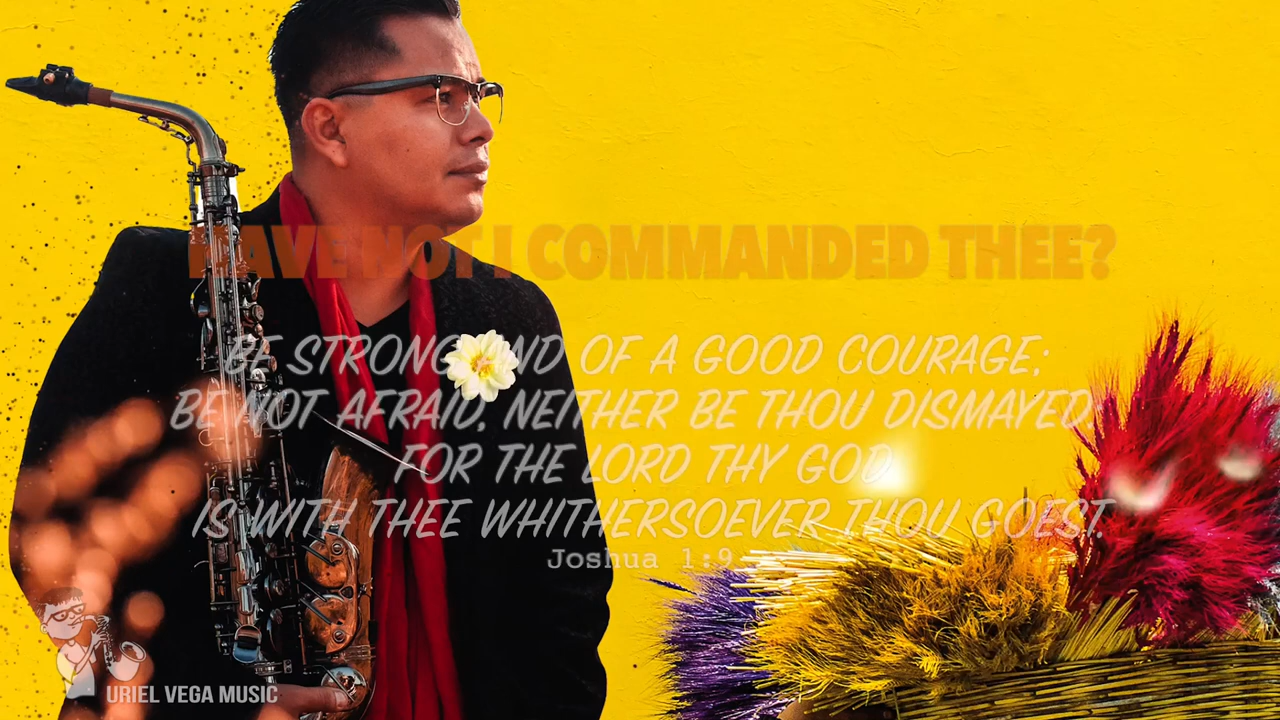 HAVE NOT I COMMANDED THEE?
BE STRONG AND OF A GOOD COURAGE;
BE NOT AFRAID, NEITHER BE THOU DISMAYED.
FOR THE LORD THY GOD
IS WITH THEE WHITHERSOEVER THOU GOEST.
Joshua 1:9
URIEL VEGA MUSIC